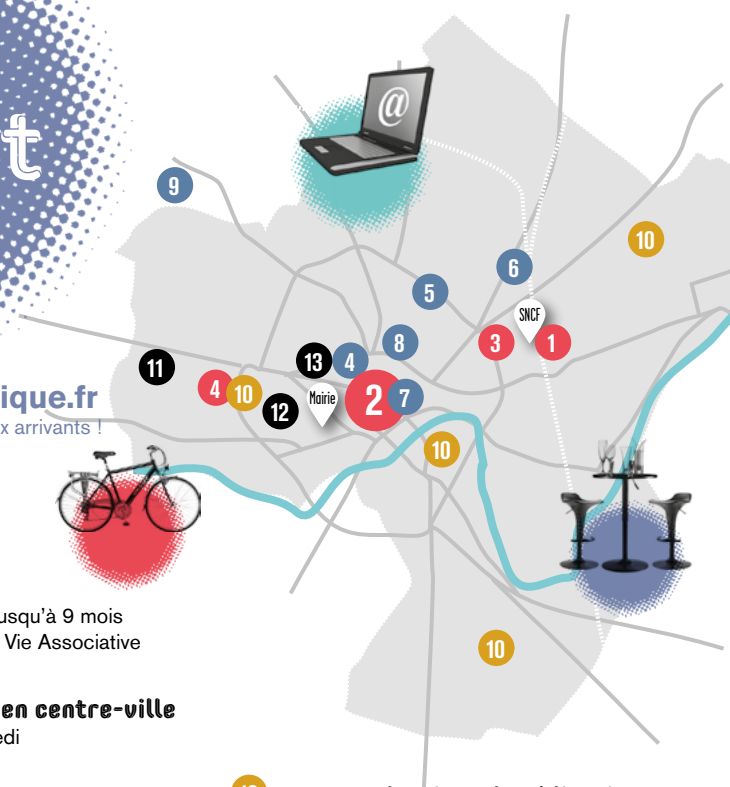 t
@
9
10
6
5
SNCF
3
1
8
13
4
11
4
10
Mairie
2
7
12
ique.fr
x arrivants !
10
usqu'à 9 mois
Vie Associative
10
en centre-ville
edi